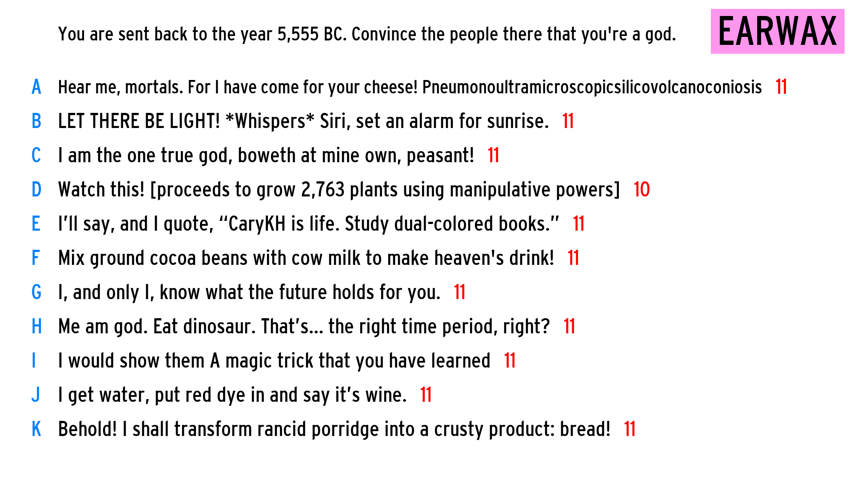 You are sent back to the year 5,555 BC. Convince the people there that you're a god.
EARWAX
A Hear me, mortals. For I have come for your cheese! Pneumonoultramicroscopicsilicovolcanoconiosis 11
B LET THERE BE LIGHT! *Whispers* Siri, set an alarm for sunrise. 11
C I am the one true god, boweth at mine own, peasant! 11
D Watch this! [proceeds to grow 2,763 plants using manipulative powers] 10
E I’ll say, and I quote, “CaryKH is life. Study dual-colored books.” 11
F Mix ground cocoa beans with cow milk to make heaven's drink! 11
G I, and only I, know what the future holds for you. 11
H Me am god. Eat dinosaur. That’s... the right time period, right? 11
I I would show them A magic trick that you have learned 11
J I get water, put red dye in and say it’s wine. 11
K Behold! I shall transform rancid porridge into a crusty product: bread! 11